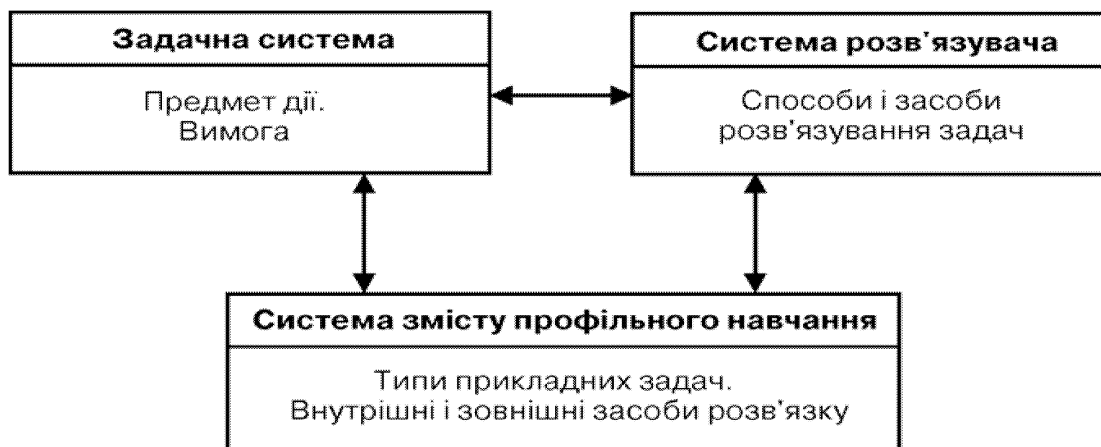 Задачна система
Предмет дії.
Вимога
Система розв'язувача
Способи і засоби
розв'язування задач
Система змісту профільного навчання
Типи прикладних задач.
Внутрішні і зовнішні засоби розв'язку